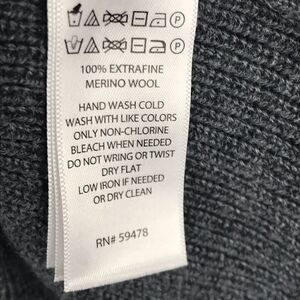 100% EXTRAFINE
MERINO WOOL
HAND WASH COLD
WASH WITH LIKE COLORS
ONLY NON-CHLORINE
BLEACH WHEN NEEDED
DO NOT WRING OR TWIST
DRY FLAT
LOW IRON IF NEEDED
OR DRY CLEAN
RN# 59478